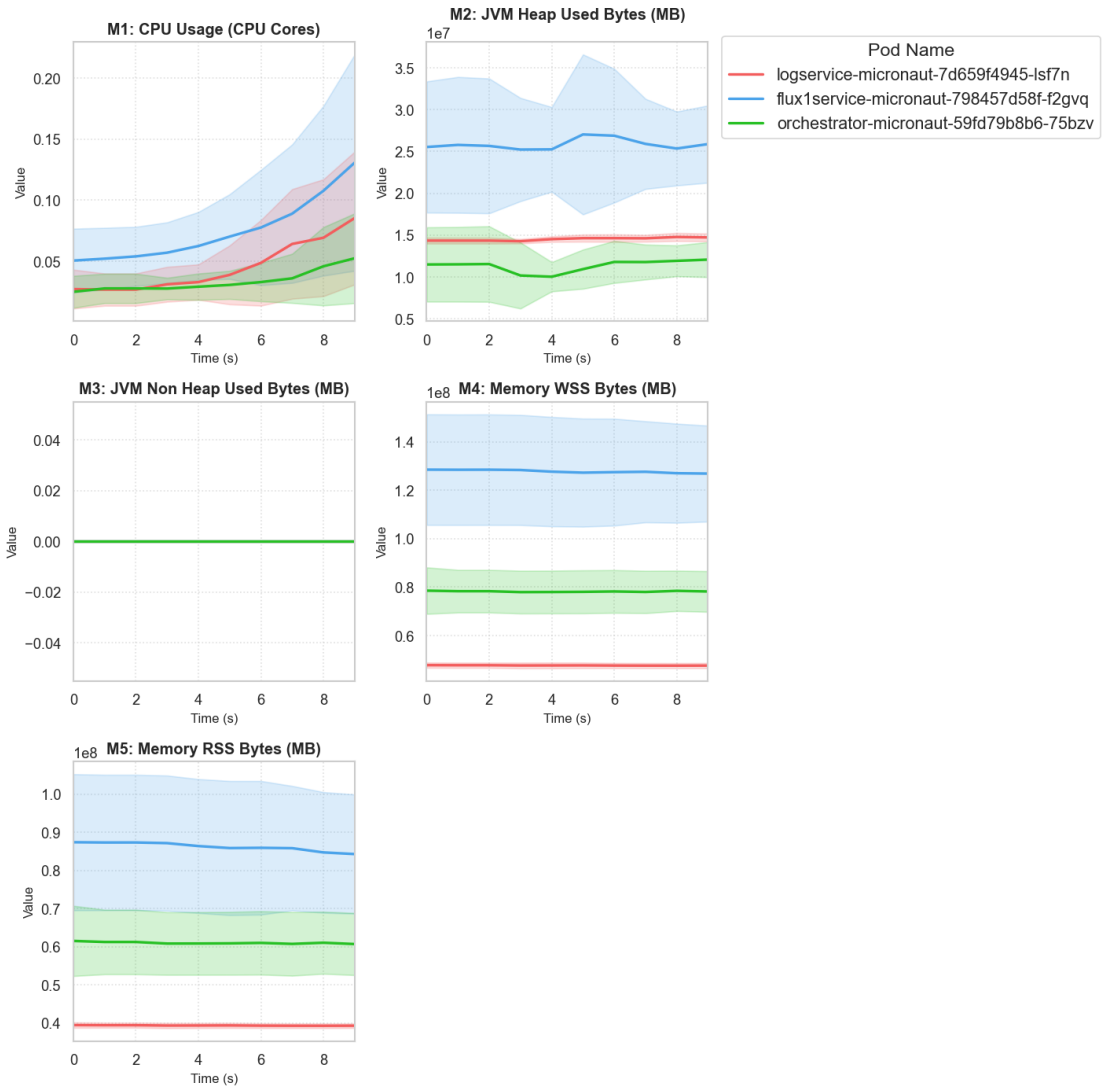 M1: CPU Usage (CPU Cores)
0.20
0.15
0.10
0.05
Value
0 2 4 6 8
Time (s)
M2: JVM Heap Used Bytes (MB)
1e7
3.5
3.0
2.5
2.0
1.5
1.0
0.5
Value
0 2 4 6 8
Time (s)
Pod Name
logservice-micronaut-7d659f4945-lsf7n
flux1service-micronaut-798457d58f-f2gvq
orchestrator-micronaut-59fd79b8b6-75bzv
M3: JVM Non Heap Used Bytes (MB)
0.04
0.02
0.00
−0.02
−0.04
Value
0 2 4 6 8
Time (s)
M4: Memory WSS Bytes (MB)
1e8
1.4
1.2
1.0
0.8
0.6
Value
0 2 4 6 8
Time (s)
M5: Memory RSS Bytes (MB)
1e8
1.0
0.9
0.8
0.7
0.6
0.5
0.4
Value
0 2 4 6 8
Time (s)